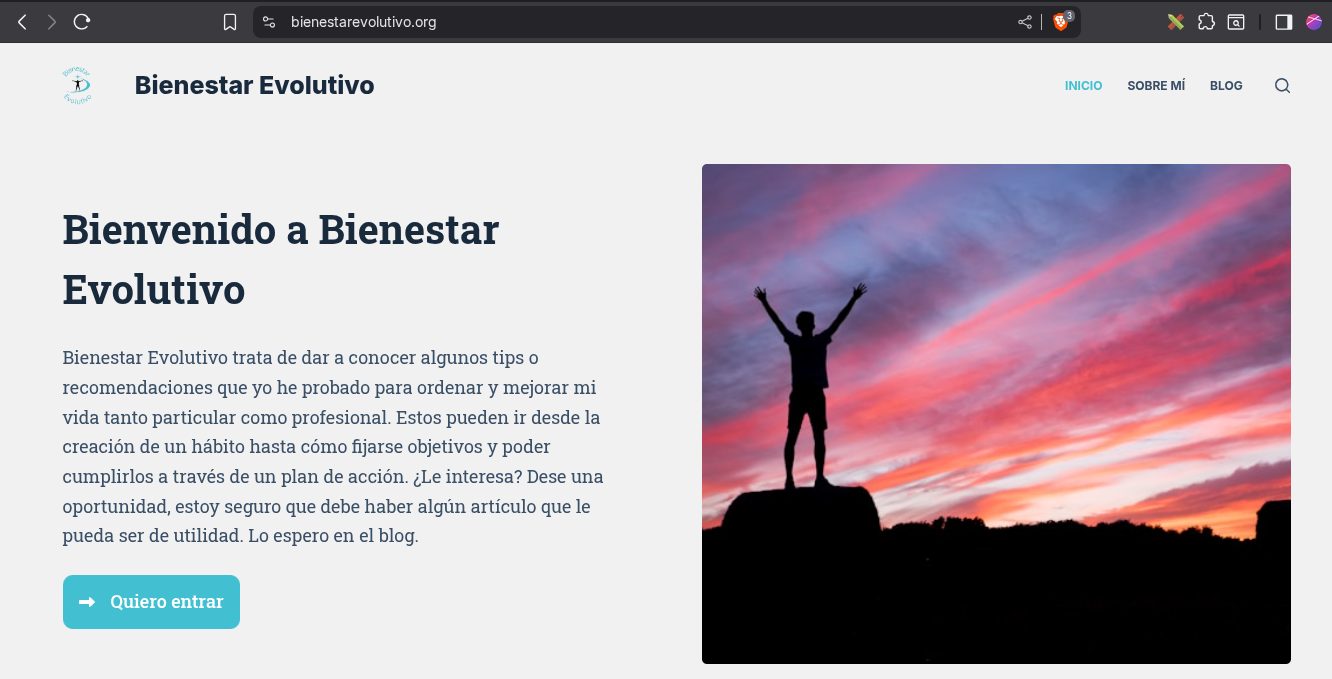 bienestarevolutivo.org
3
Bienestar
Evolutivo
Bienestar Evolutivo
INICIO SOBRE MÍ BLOG
Bienvenido a Bienestar
Evolutivo
Bienestar Evolutivo trata de dar a conocer algunos tips o
recomendaciones que yo he probado para ordenar y mejorar mi
vida tanto particular como profesional. Estos pueden ir desde la
creación de un hábito hasta cómo fijarse objetivos y poder
cumplirlos a través de un plan de acción. ¿Le interesa? Dese una
oportunidad, estoy seguro que debe haber algún artículo que le
pueda ser de utilidad. Lo espero en el blog.
Quiero entrar